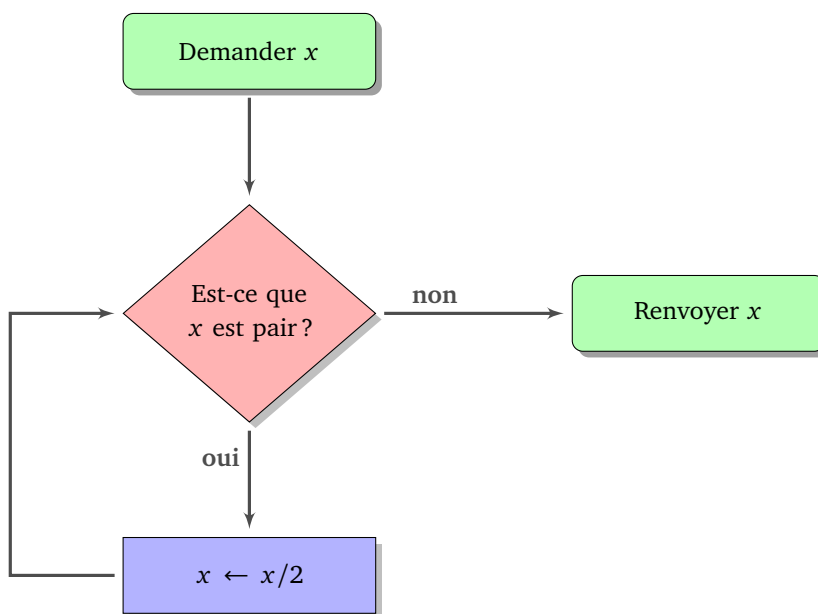 Demander x
Est-ce que
x est pair ?
non
Renvoyer x
oui
x ← x/2